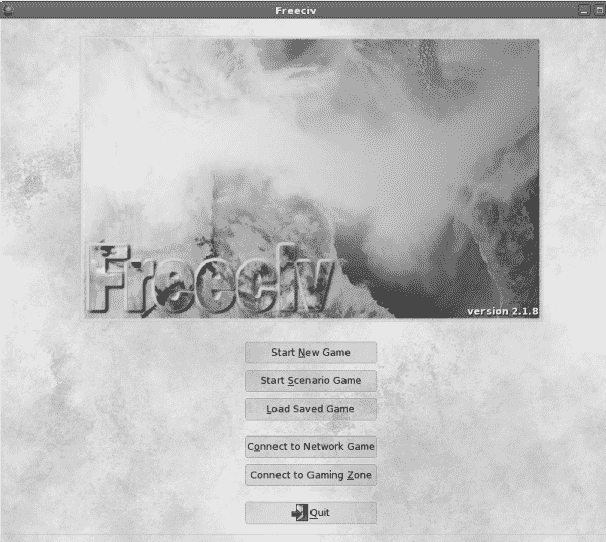 Freeciv
Freeciv
version 2.1.8
Start New Game
Start Scenario Game
Load Saved Game
Connect to Network Game
Connect to Gaming Zone
Quit